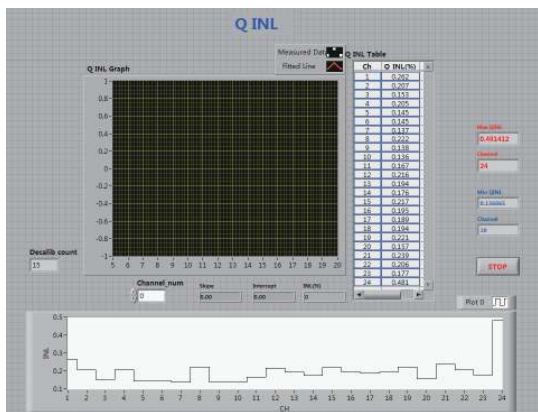 Q INL
Measured Data
Fitted Line
Q INL Graph
Q INL Table
Ch Q INL(%)
1 0.262
2 0.207
3 0.153
4 0.205
5 0.145
6 0.145
7 0.137
8 0.222
9 0.138
10 0.136
11 0.167
12 0.216
13 0.194
14 0.176
15 0.217
16 0.195
17 0.189
18 0.194
19 0.221
20 0.157
21 0.239
22 0.206
23 0.177
24 0.481
1-
0.8-
0.6-
0.4-
0.2-
0-
-0.2-
-0.4-
-0.6-
-0.8-
-1-
5 6 7 8 9 10 11 12 13 14 15 16 17 18 19 20
Max QINL
0.481412
Channel
24
Min QINL
Channel
10
STOP
Decalib count
15
Channel_num
0
Slope
0.00
Intercept
0.00
INL(%)
0
Plot 0
0.5-
0.4-
0.3-
0.2-
0.1-
INL
1 2 3 4 5 6 7 8 9 10 11 12 13 14 15 16 17 18 19 20 21 22 23 24
CH